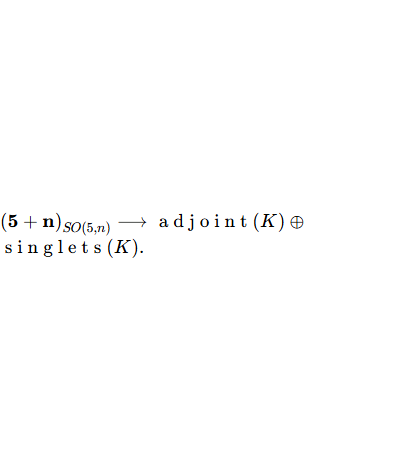 (5 + n)_{SO(5,n)} ⟶ adjoint(K) ⊕
singlets(K).